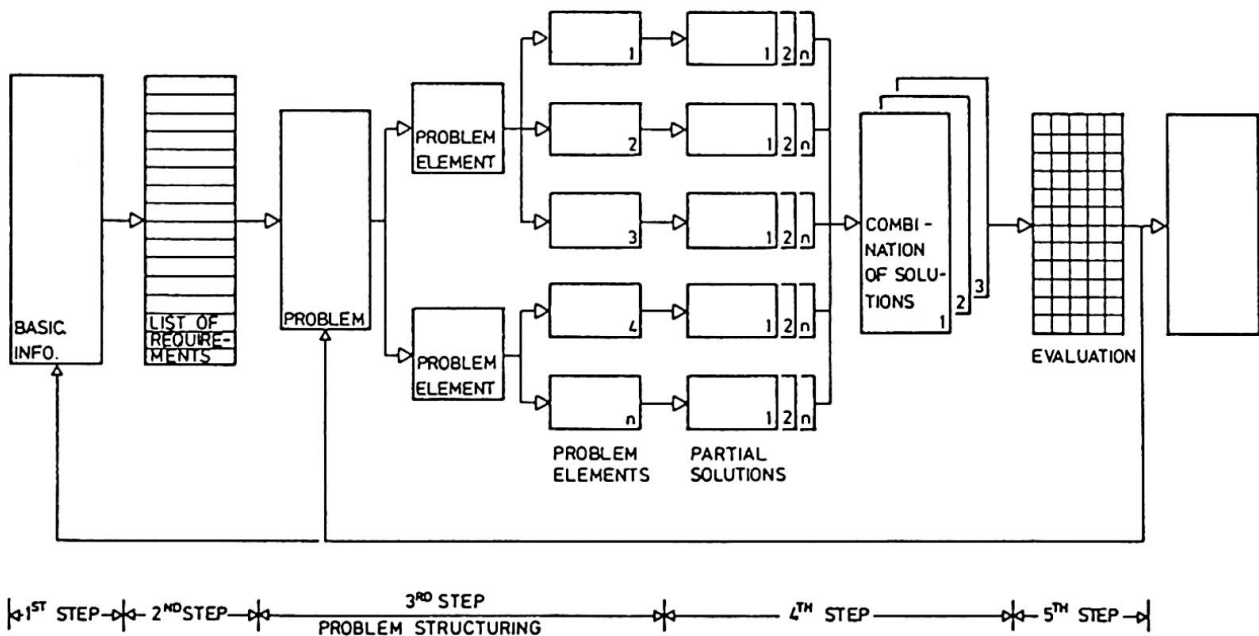 BASIC.
INFO.
LIST OF
REQUIRE-
MENTS
PROBLEM
PROBLEM
ELEMENT
PROBLEM
ELEMENT
1
2
3
4
n
PROBLEM
ELEMENTS
1 2 n
1 2 n
1 2 n
1 2 n
1 2 n
PARTIAL
SOLUTIONS
COMBI-
NATION
OF SOLU-
TIONS
1
2
3
EVALUATION
1ST STEP
2ND STEP
3RD STEP
PROBLEM STRUCTURING
4TH STEP
5TH STEP